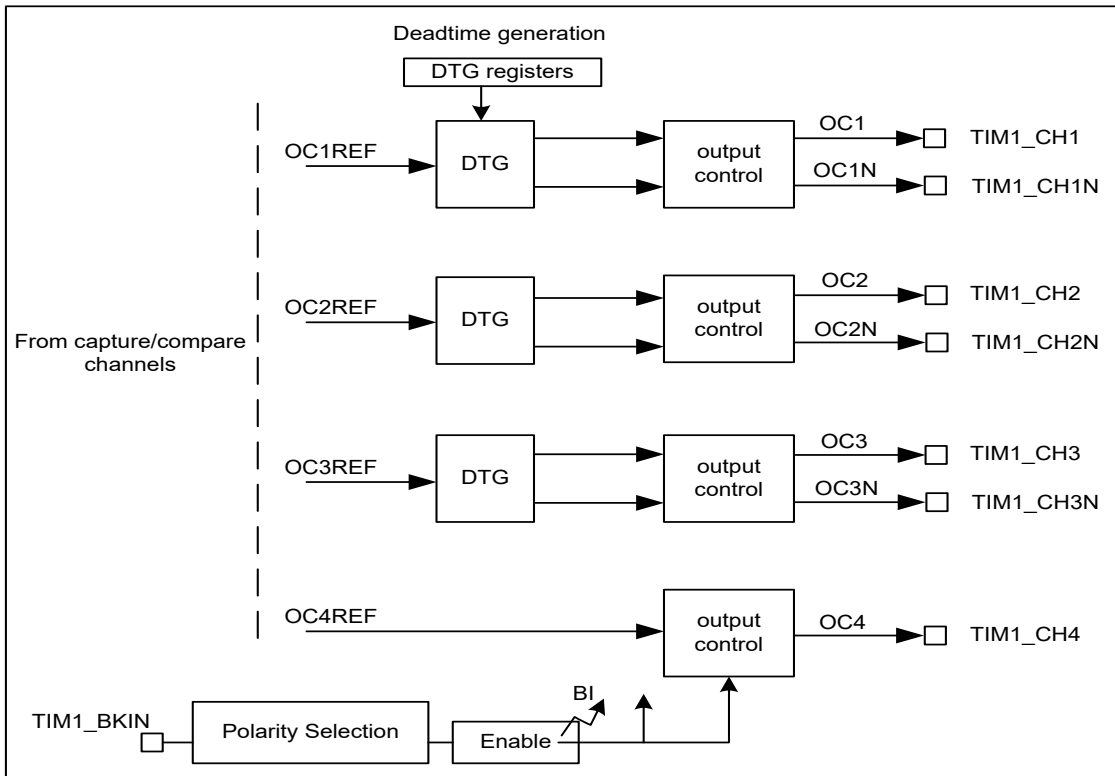 Deadtime generation
DTG registers
OC1REF
DTG
output
control
OC1
TIM1_CH1
OC1N
TIM1_CH1N
OC2REF
DTG
output
control
OC2
TIM1_CH2
OC2N
TIM1_CH2N
From capture/compare
channels
OC3REF
DTG
output
control
OC3
TIM1_CH3
OC3N
TIM1_CH3N
OC4REF
output
control
OC4
TIM1_CH4
BI
TIM1_BKIN
Polarity Selection
Enable